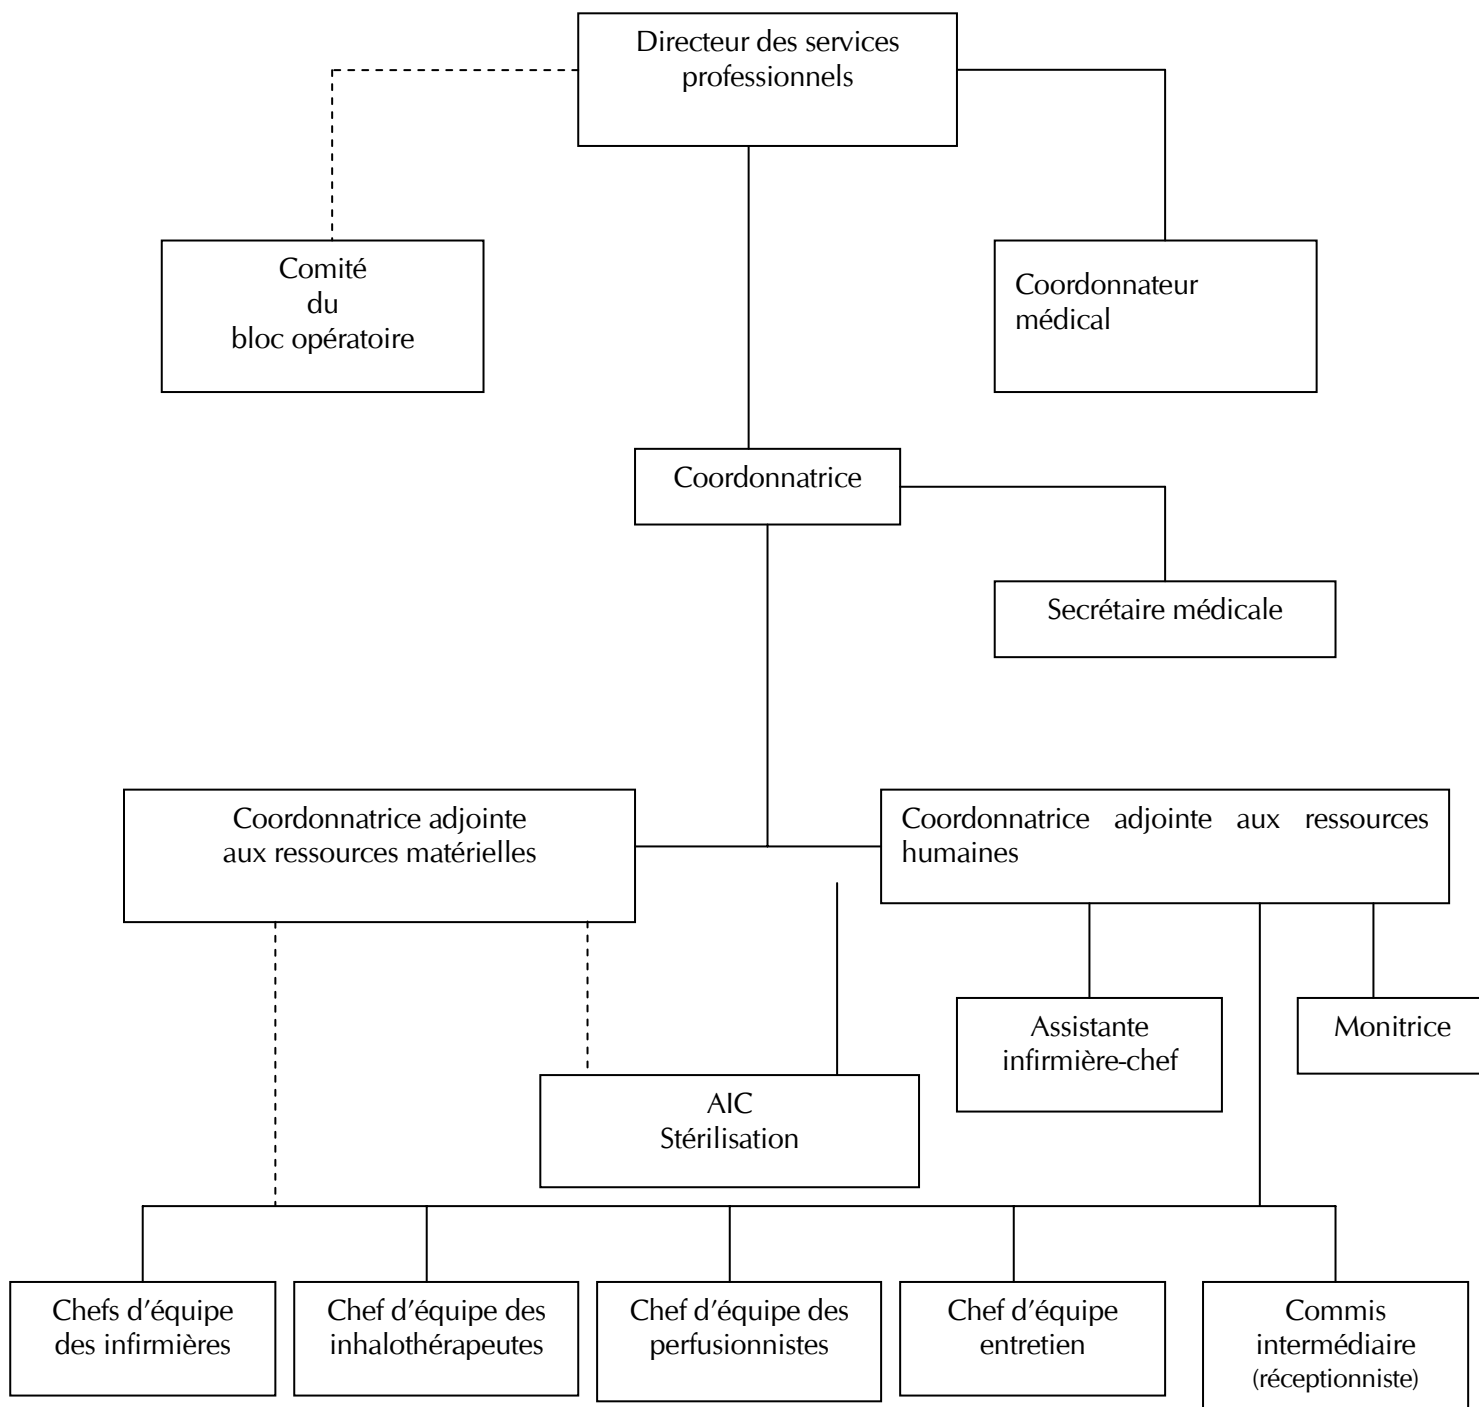 Directeur des services
professionnels
Comité
du
bloc opératoire
Coordonnateur
médical
Coordonnatrice
Secrétaire médicale
Coordonnatrice adjointe
aux ressources matérielles
Coordonnatrice adjointe aux ressources
humaines
Assistante
infirmière-chef
Monitrice
AIC
Stérilisation
Chefs d'équipe
des infirmières
Chef d'équipe des
inhalothérapeutes
Chef d'équipe des
perfusionnistes
Chef d'équipe
entretien
Commis
intermédiaire
(réceptionniste)